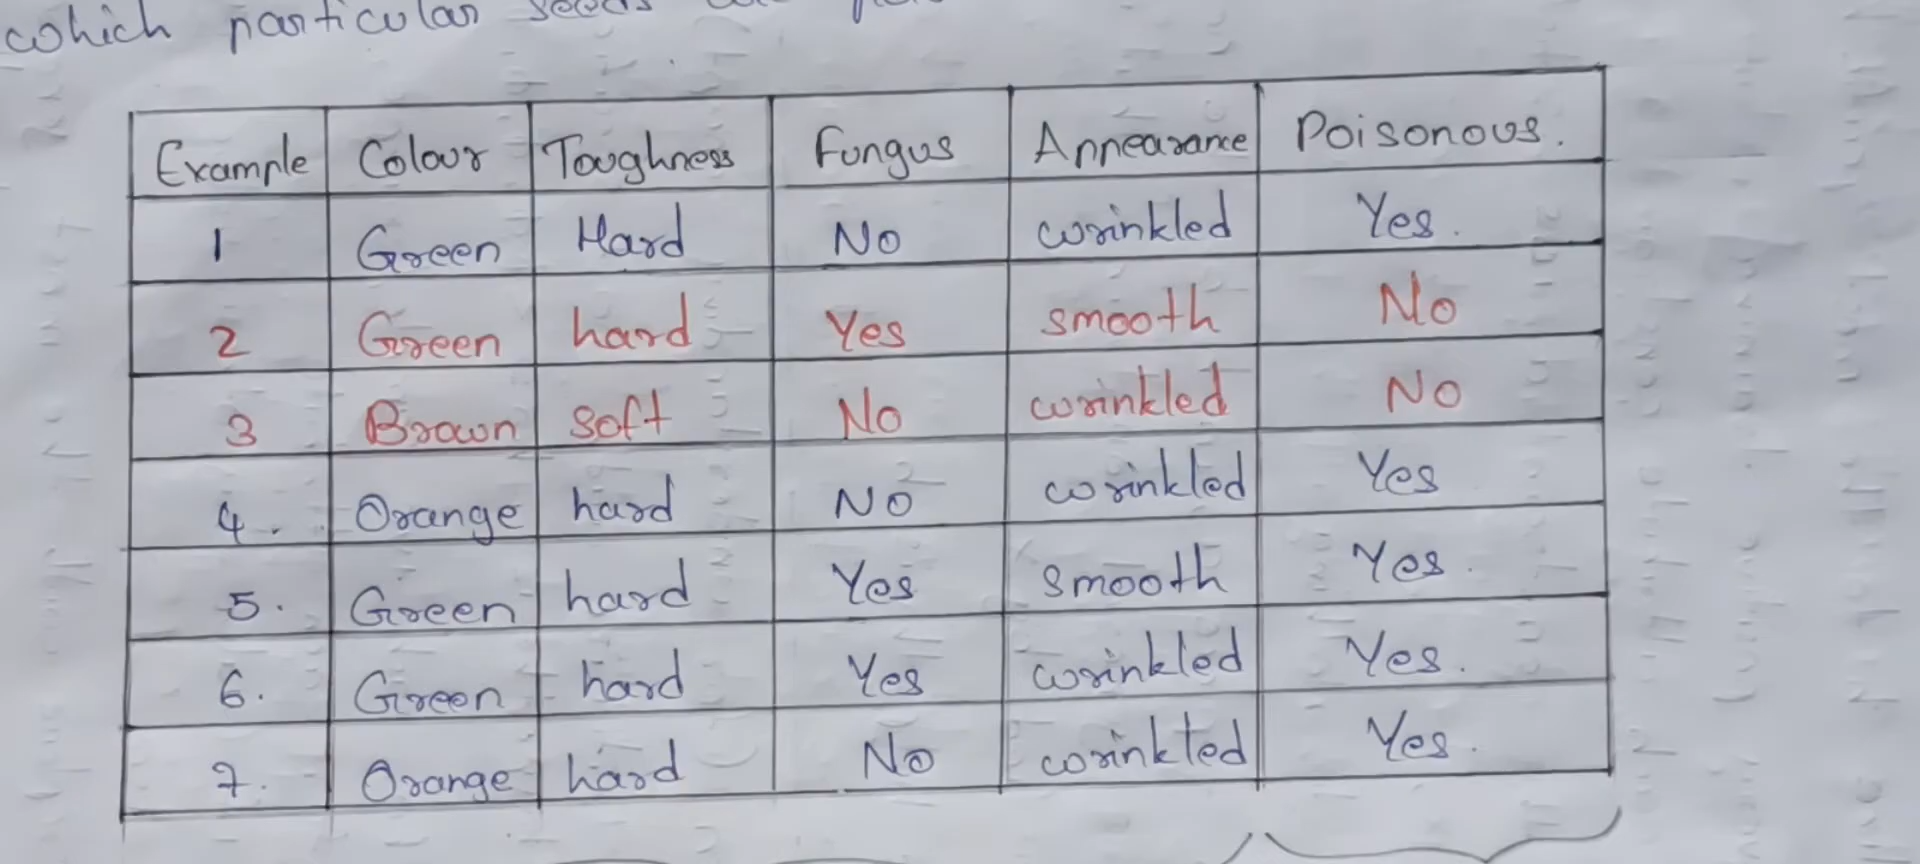 which particular seeds
Example Colour Toughness Fungus Appearance Poisonous.
1 Green Hard No wrinkled Yes.
2 Green hard Yes smooth No
3 Brown soft No wrinkled No
4. Orange hard No wrinkled Yes
5. Green hard Yes smooth Yes.
6. Green hard Yes wrinkled Yes.
7. Orange hard No wrinkled Yes.